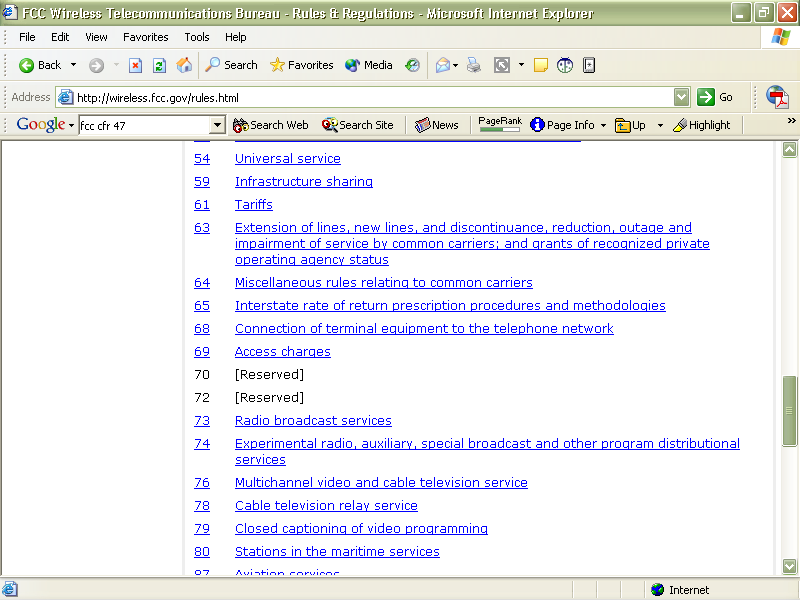 FCC Wireless Telecommunications Bureau - Rules & Regulations - Microsoft Internet Explorer
File Edit View Favorites Tools Help
Back Search Favorites Media
Address http://wireless.fcc.gov/rules.html Go
Google fcc cfr 47 Search Web Search Site News PageRank Page Info Up Highlight »
54 Universal service
59 Infrastructure sharing
61 Tariffs
63 Extension of lines, new lines, and discontinuance, reduction, outage and
impairment of service by common carriers; and grants of recognized private
operating agency status
64 Miscellaneous rules relating to common carriers
65 Interstate rate of return prescription procedures and methodologies
68 Connection of terminal equipment to the telephone network
69 Access charges
70 [Reserved]
72 [Reserved]
73 Radio broadcast services
74 Experimental radio, auxiliary, special broadcast and other program distributional
services
76 Multichannel video and cable television service
78 Cable television relay service
79 Closed captioning of video programming
80 Stations in the maritime services
87 Aviation services
Internet